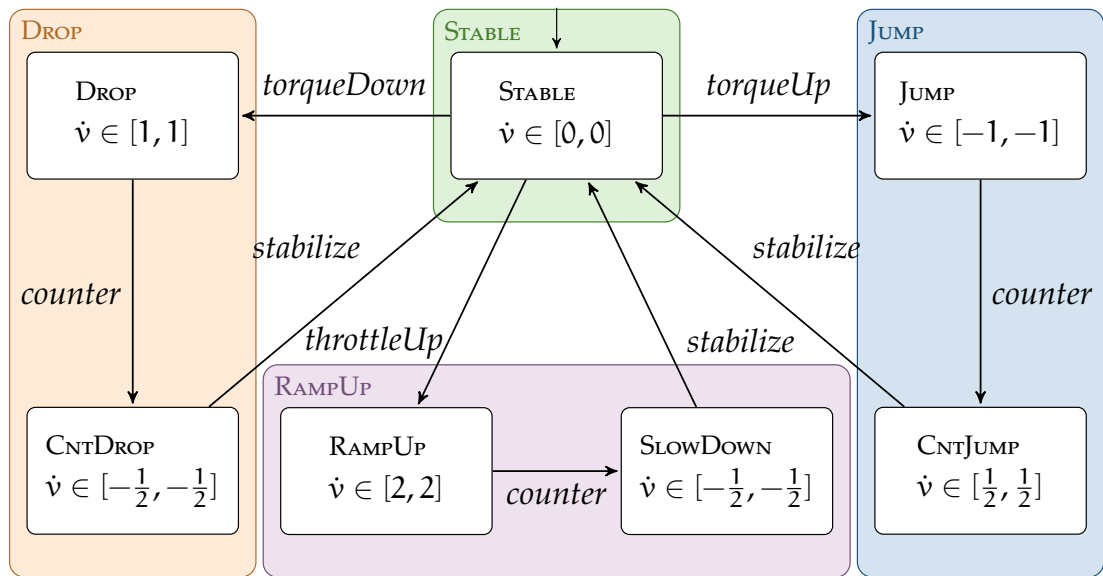 DROP
STABLE
JUMP
DROP
v̇ ∈ [1, 1]
torqueDown
STABLE
v̇ ∈ [0, 0]
torqueUp
JUMP
v̇ ∈ [−1, −1]
stabilize
stabilize
counter
counter
throttleUp
stabilize
RAMPUP
CNTDROP
v̇ ∈ [−1/2, −1/2]
RAMPUP
v̇ ∈ [2, 2]
counter
SLOWDOWN
v̇ ∈ [−1/2, −1/2]
CNTJUMP
v̇ ∈ [1/2, 1/2]